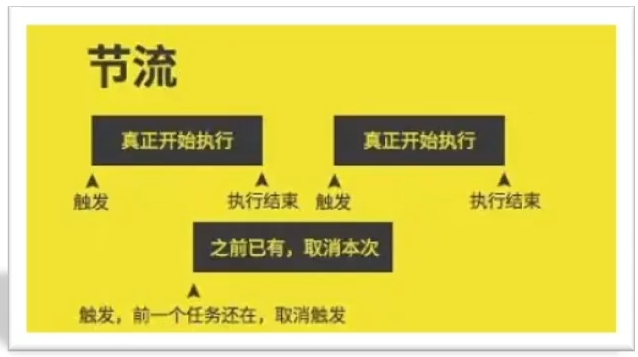 节流
真正开始执行 真正开始执行
触发 执行结束 触发 执行结束
之前已有，取消本次
触发，前一个任务还在，取消触发